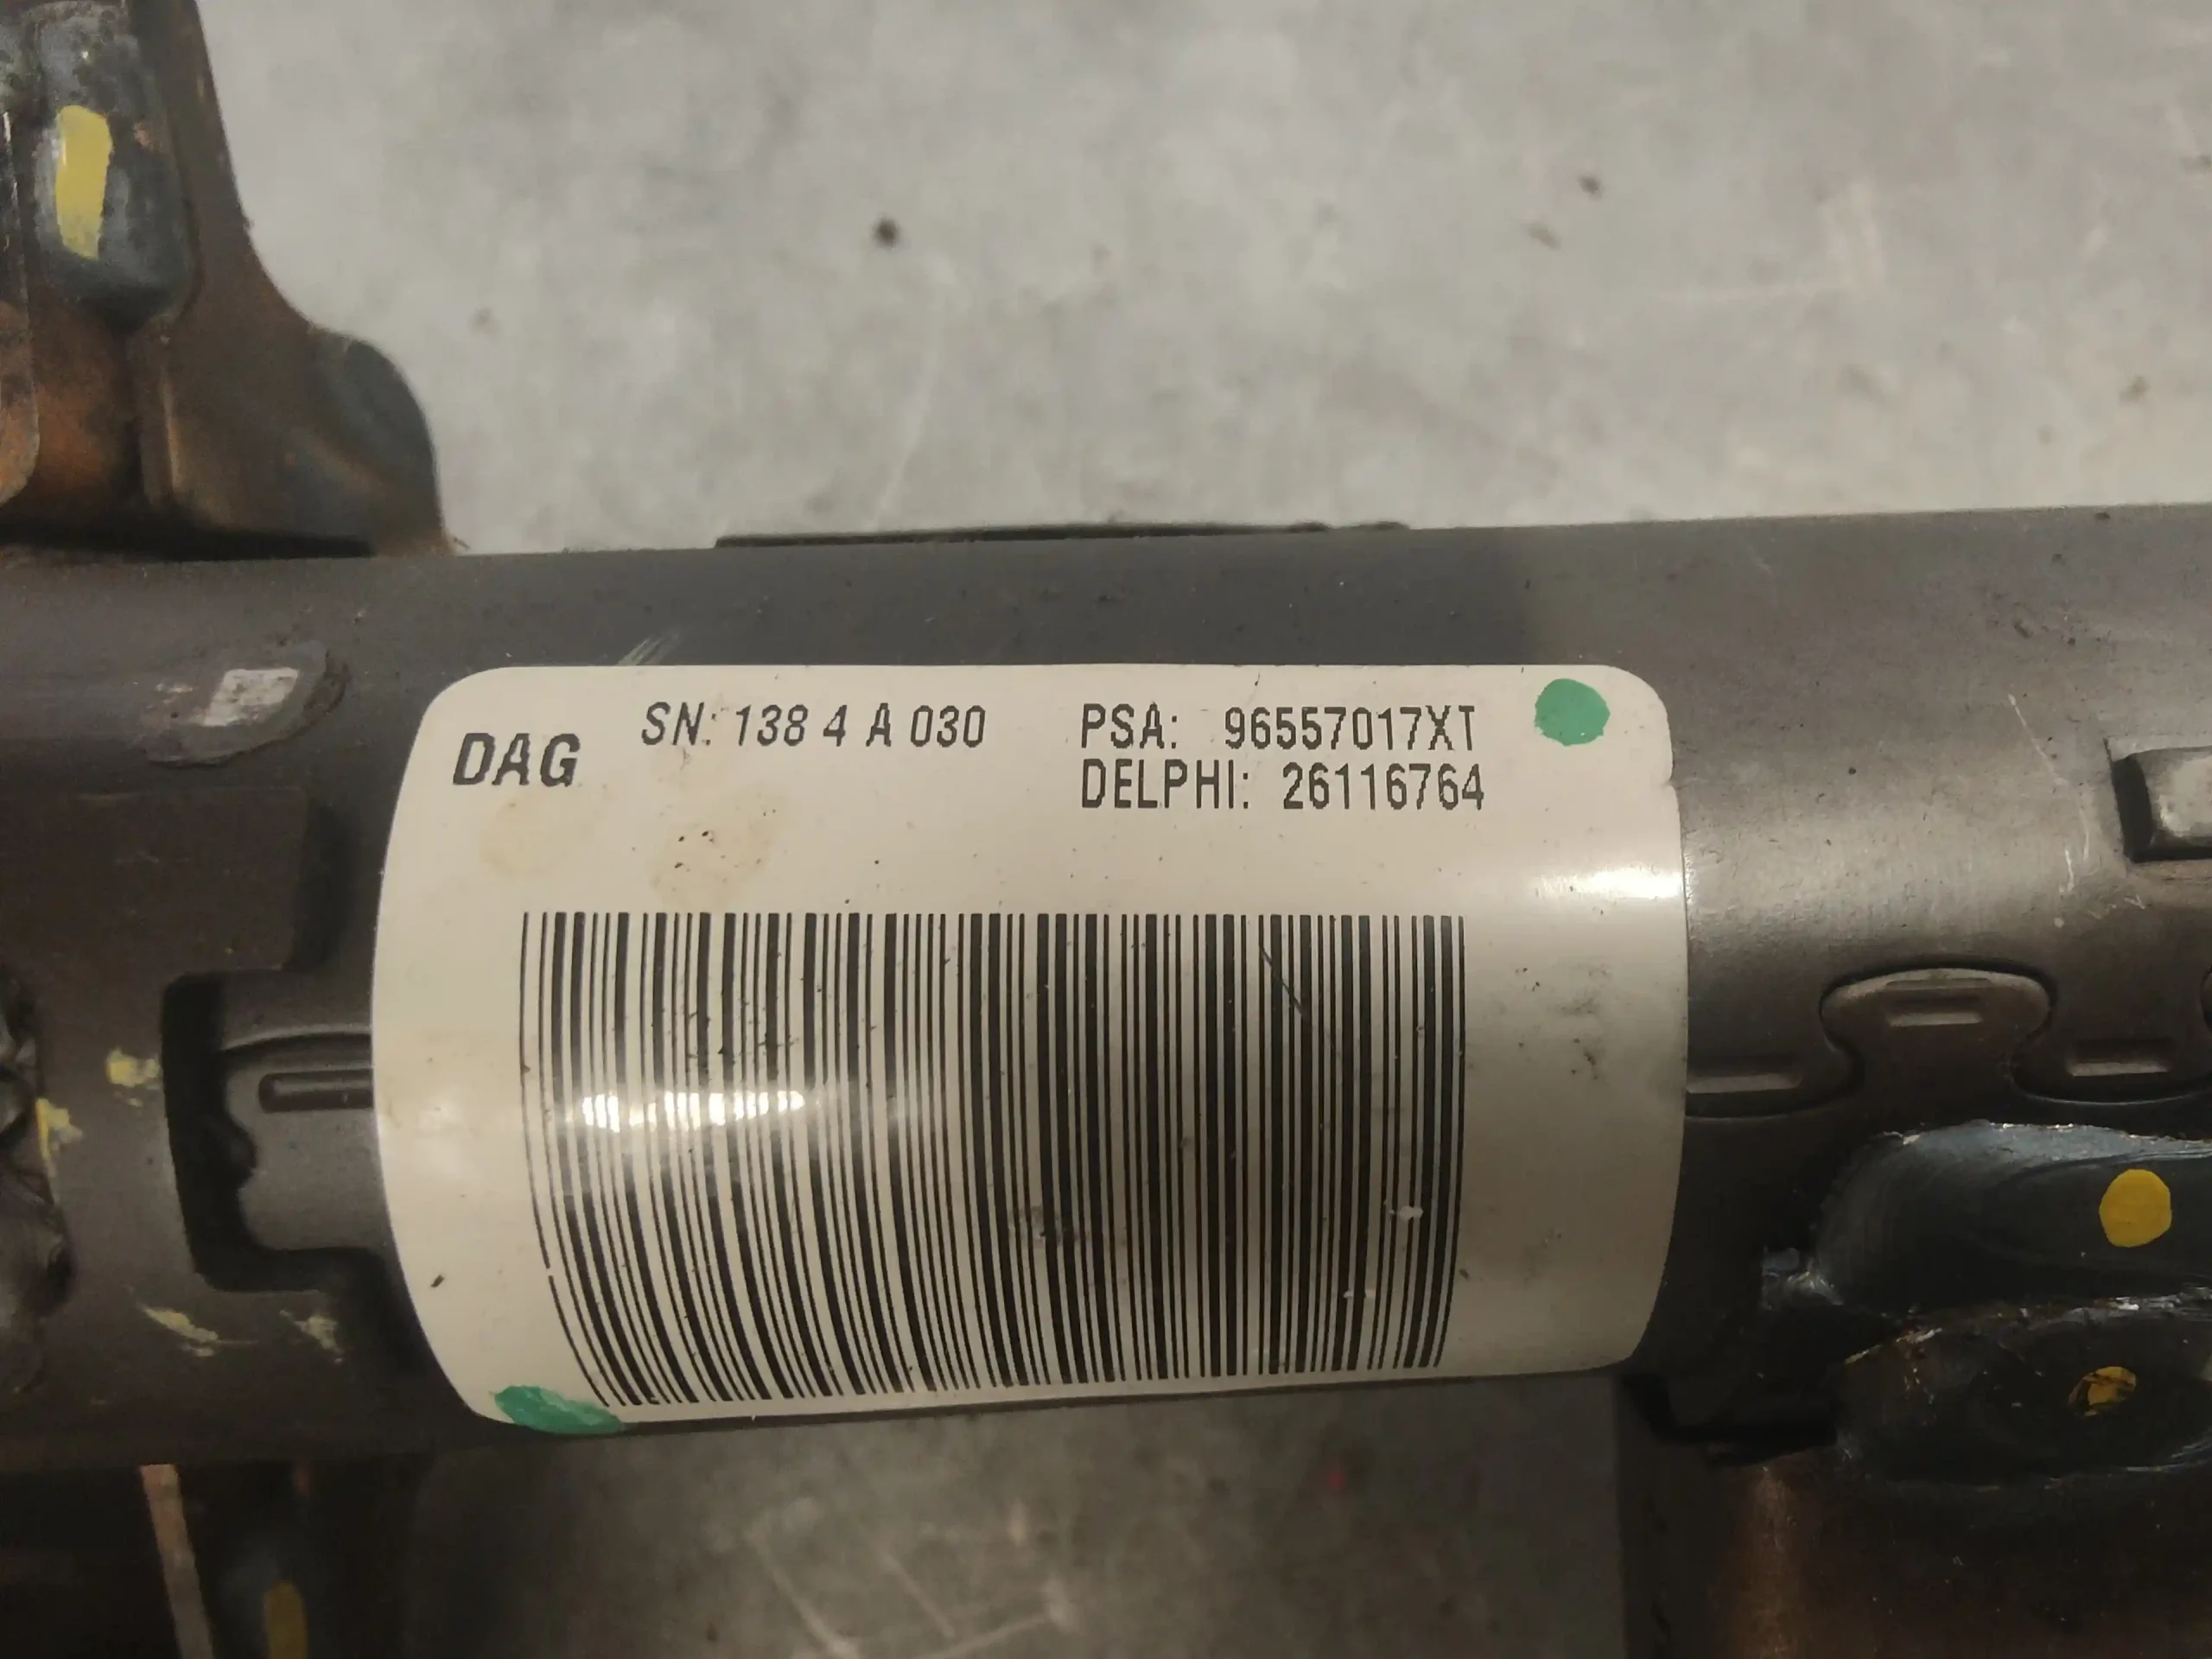 DAG
SN: 138 4 A 030
PSA: 96557017XT
DELPHI: 26116764